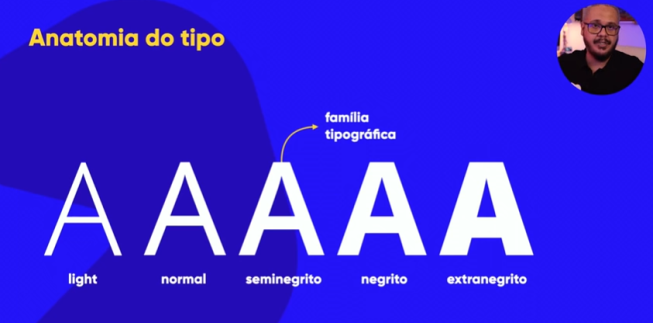 Anatomia do tipo
família
tipográfica
A A A A A
light normal seminegrito negrito extranegrito